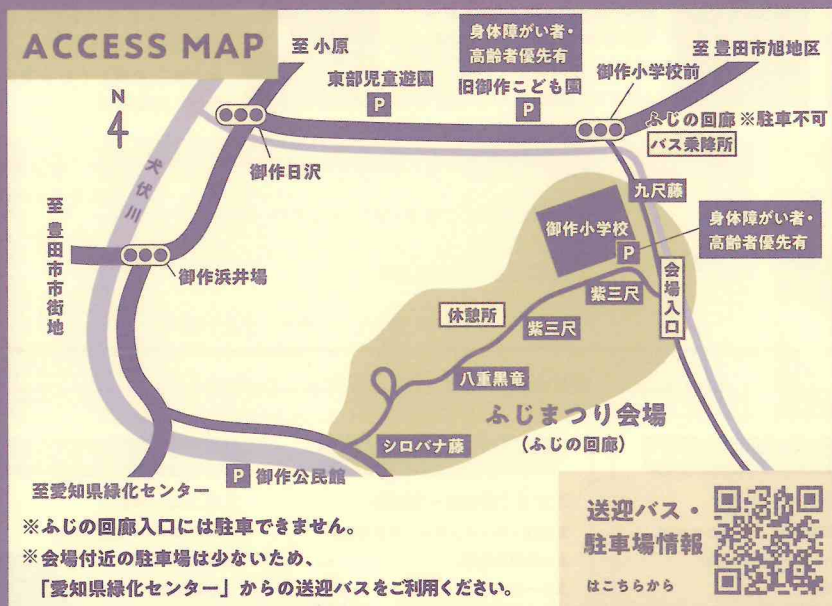 ACCESS MAP
至 小原
身体障がい者・
高齢者優先有
至 豊田市旭地区
東部児童遊園
P
旧御作こども園
P
御作小学校前
N
ふじの回廊 ※駐車不可
バス乗降所
犬伏川
御作日沢
九尺藤
至 豊田市市街地
御作小学校
P
身体障がい者・
高齢者優先有
御作浜井場
会場入口
紫三尺
休憩所
紫三尺
八重黒竜
ふじまつり会場
(ふじの回廊)
シロバナ藤
P 御作公民館
至愛知県緑化センター
※ふじの回廊入口には駐車できません。
※会場付近の駐車場は少ないため、
「愛知県緑化センター」からの送迎バスをご利用ください。
送迎バス・
駐車場情報
はこちらから